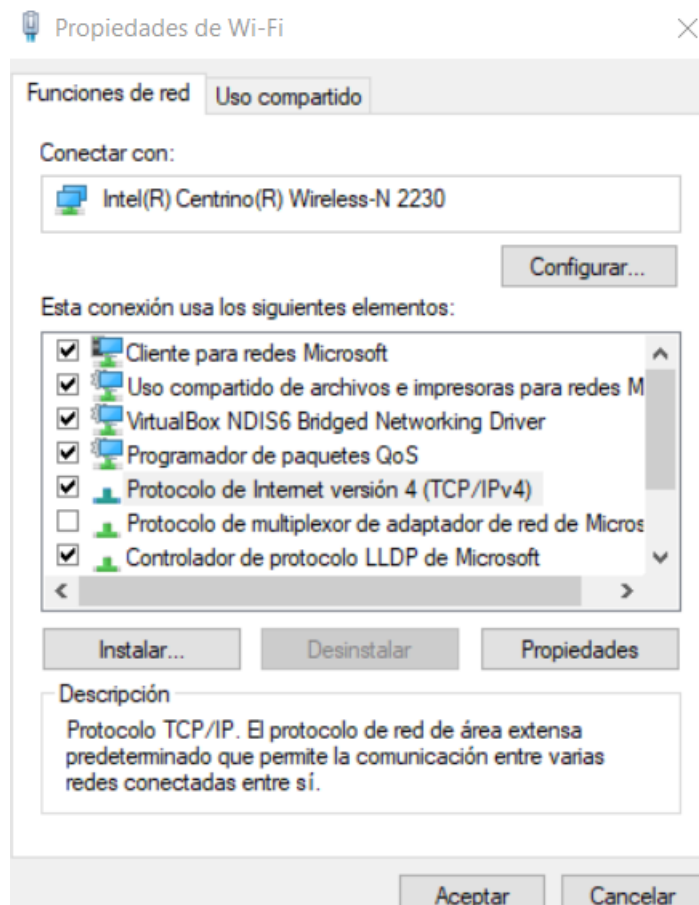 Propiedades de Wi-Fi
Funciones de red
Uso compartido
Conectar con:
Intel(R) Centrino(R) Wireless-N 2230
Configurar...
Esta conexión usa los siguientes elementos:
Cliente para redes Microsoft
Uso compartido de archivos e impresoras para redes M
VirtualBox NDIS6 Bridged Networking Driver
Programador de paquetes QoS
Protocolo de Internet versión 4 (TCP/IPv4)
Protocolo de multiplexor de adaptador de red de Micros
Controlador de protocolo LLDP de Microsoft
Instalar...
Desinstalar
Propiedades
Descripción
Protocolo TCP/IP. El protocolo de red de área extensa
predeterminado que permite la comunicación entre varias
redes conectadas entre sí.
Aceptar
Cancelar